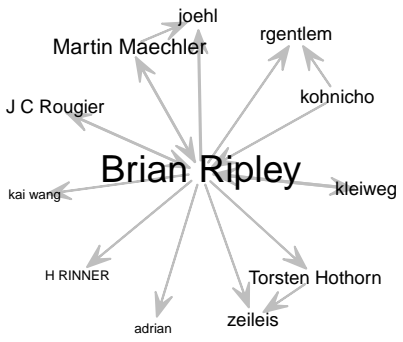 joehl
rgentlem
Martin Maechler
kohnicho
J C Rougier
Brian Ripley
kai wang
kleiweg
H RINNER
Torsten Hothorn
adrian
zeileis